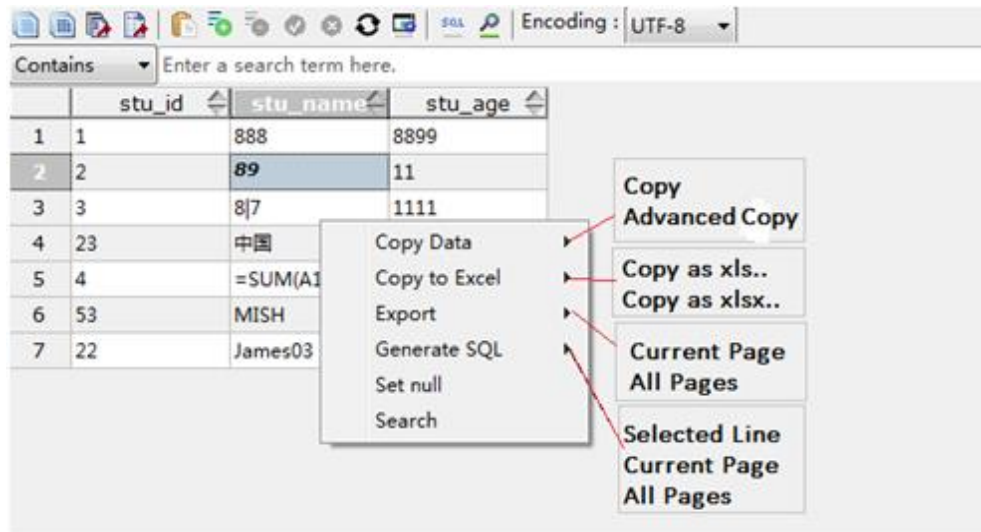 SQL Encoding : UTF-8
Contains Enter a search term here.
stu_id stu_name stu_age
1 1 888 8899
2 2 89 11
3 3 8|7 1111
4 23 中国
5 4 =SUM(A1
6 53 MISH
7 22 James03
Copy Data
Copy to Excel
Export
Generate SQL
Set null
Search
Copy
Advanced Copy
Copy as xls..
Copy as xlsx..
Current Page
All Pages
Selected Line
Current Page
All Pages